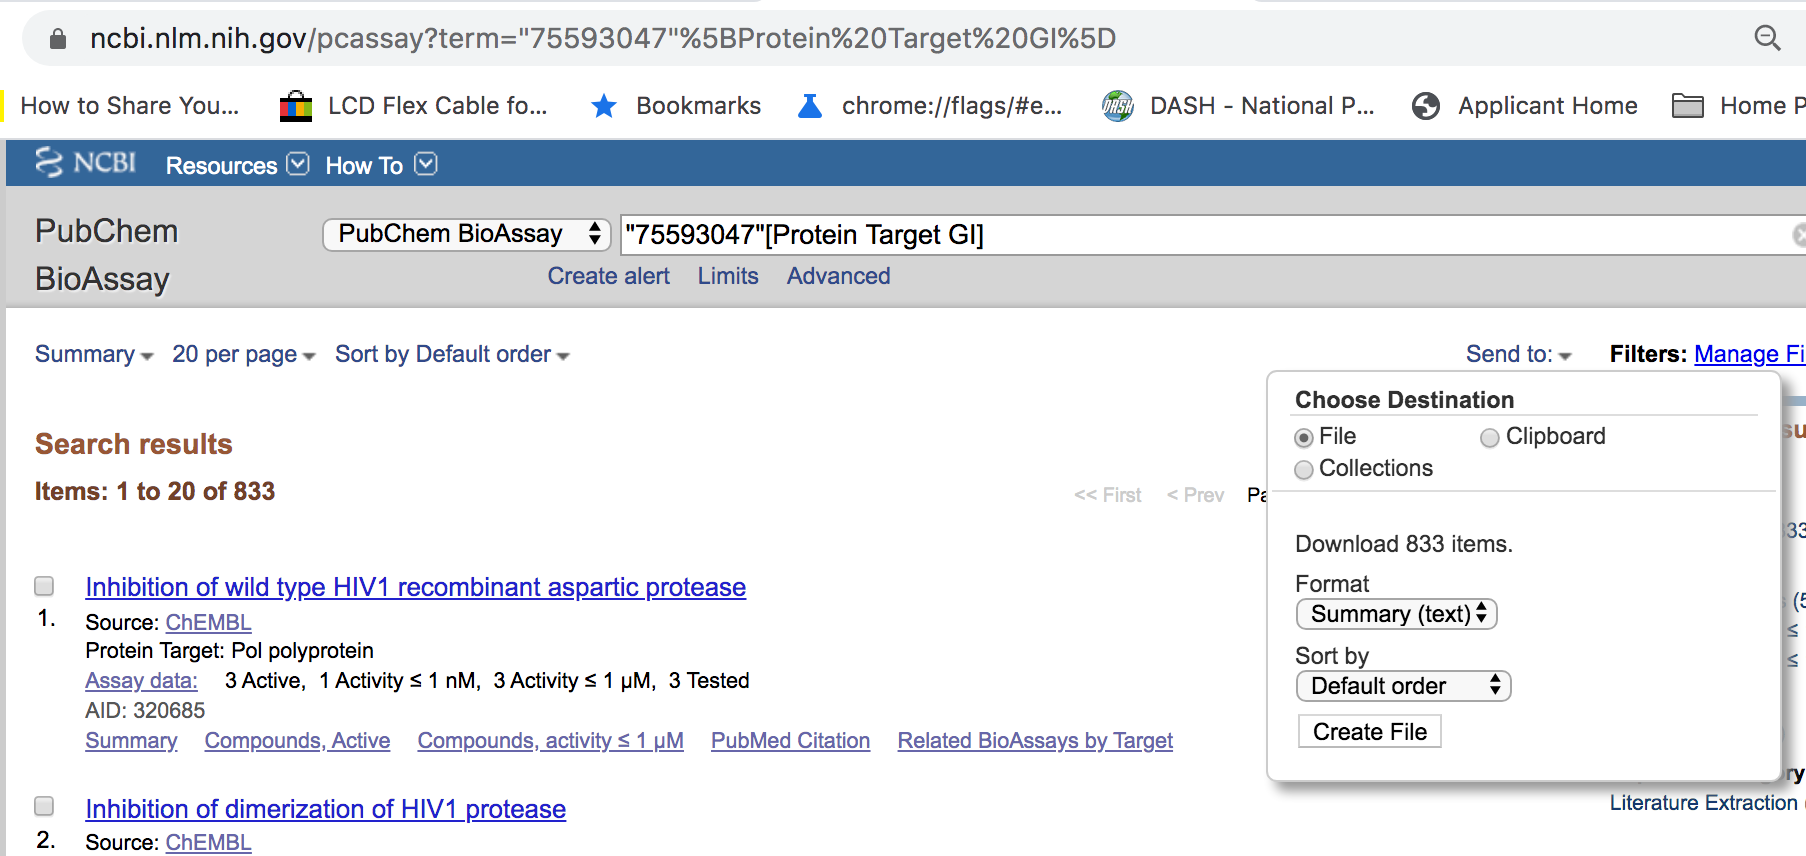 ncbi.nlm.nih.gov/pcassay?term="75593047"%5BProtein%20Target%20GI%5D
How to Share You... LCD Flex Cable fo... Bookmarks chrome://flags/#e... DASH - National P... Applicant Home Home P
NCBI Resources How To
PubChem BioAssay
PubChem BioAssay "75593047"[Protein Target GI]
Create alert Limits Advanced
Summary 20 per page Sort by Default order Send to: Filters: Manage Fi
Search results
Items: 1 to 20 of 833
<< First < Prev Pa
1. Inhibition of wild type HIV1 recombinant aspartic protease
Source: ChEMBL
Protein Target: Pol polyprotein
Assay data: 3 Active, 1 Activity ≤ 1 nM, 3 Activity ≤ 1 µM, 3 Tested
AID: 320685
Summary Compounds, Active Compounds, activity ≤ 1 µM PubMed Citation Related BioAssays by Target
2. Inhibition of dimerization of HIV1 protease
Source: ChEMBL
Choose Destination
File Clipboard
Collections
Download 833 items.
Format
Summary (text)
Sort by
Default order
Create File
su
33
(5
≤
≤
ry
Literature Extraction